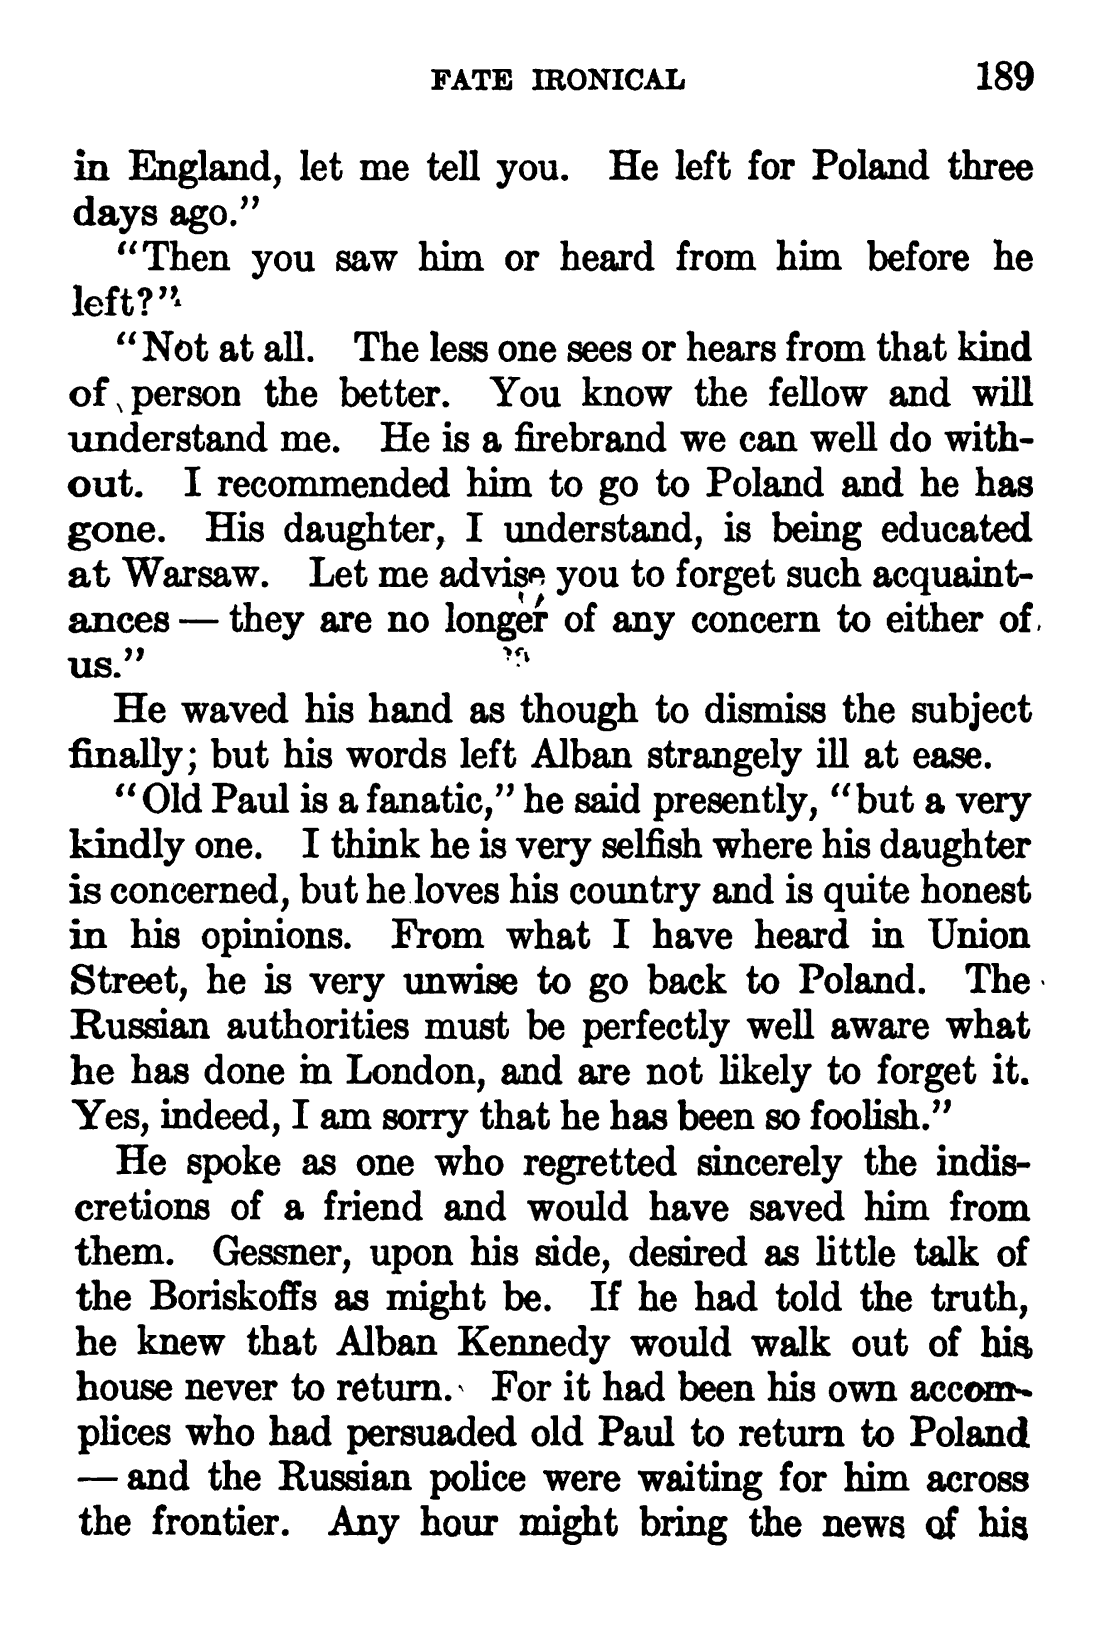 FATE IRONICAL 189
in England, let me tell you. He left for Poland three
days ago.”
“Then you saw him or heard from him before he
left?”
“Not at all. The less one sees or hears from that kind
of person the better. You know the fellow and will
understand me. He is a firebrand we can well do with-
out. I recommended him to go to Poland and he has
gone. His daughter, I understand, is being educated
at Warsaw. Let me advise you to forget such acquaint-
ances — they are no longer of any concern to either of
us.”
He waved his hand as though to dismiss the subject
finally; but his words left Alban strangely ill at ease.
“Old Paul is a fanatic,” he said presently, “but a very
kindly one. I think he is very selfish where his daughter
is concerned, but he loves his country and is quite honest
in his opinions. From what I have heard in Union
Street, he is very unwise to go back to Poland. The
Russian authorities must be perfectly well aware what
he has done in London, and are not likely to forget it.
Yes, indeed, I am sorry that he has been so foolish.”
He spoke as one who regretted sincerely the indis-
cretions of a friend and would have saved him from
them. Gessner, upon his side, desired as little talk of
the Boriskoffs as might be. If he had told the truth,
he knew that Alban Kennedy would walk out of his
house never to return. For it had been his own accom-
plices who had persuaded old Paul to return to Poland
— and the Russian police were waiting for him across
the frontier. Any hour might bring the news of his